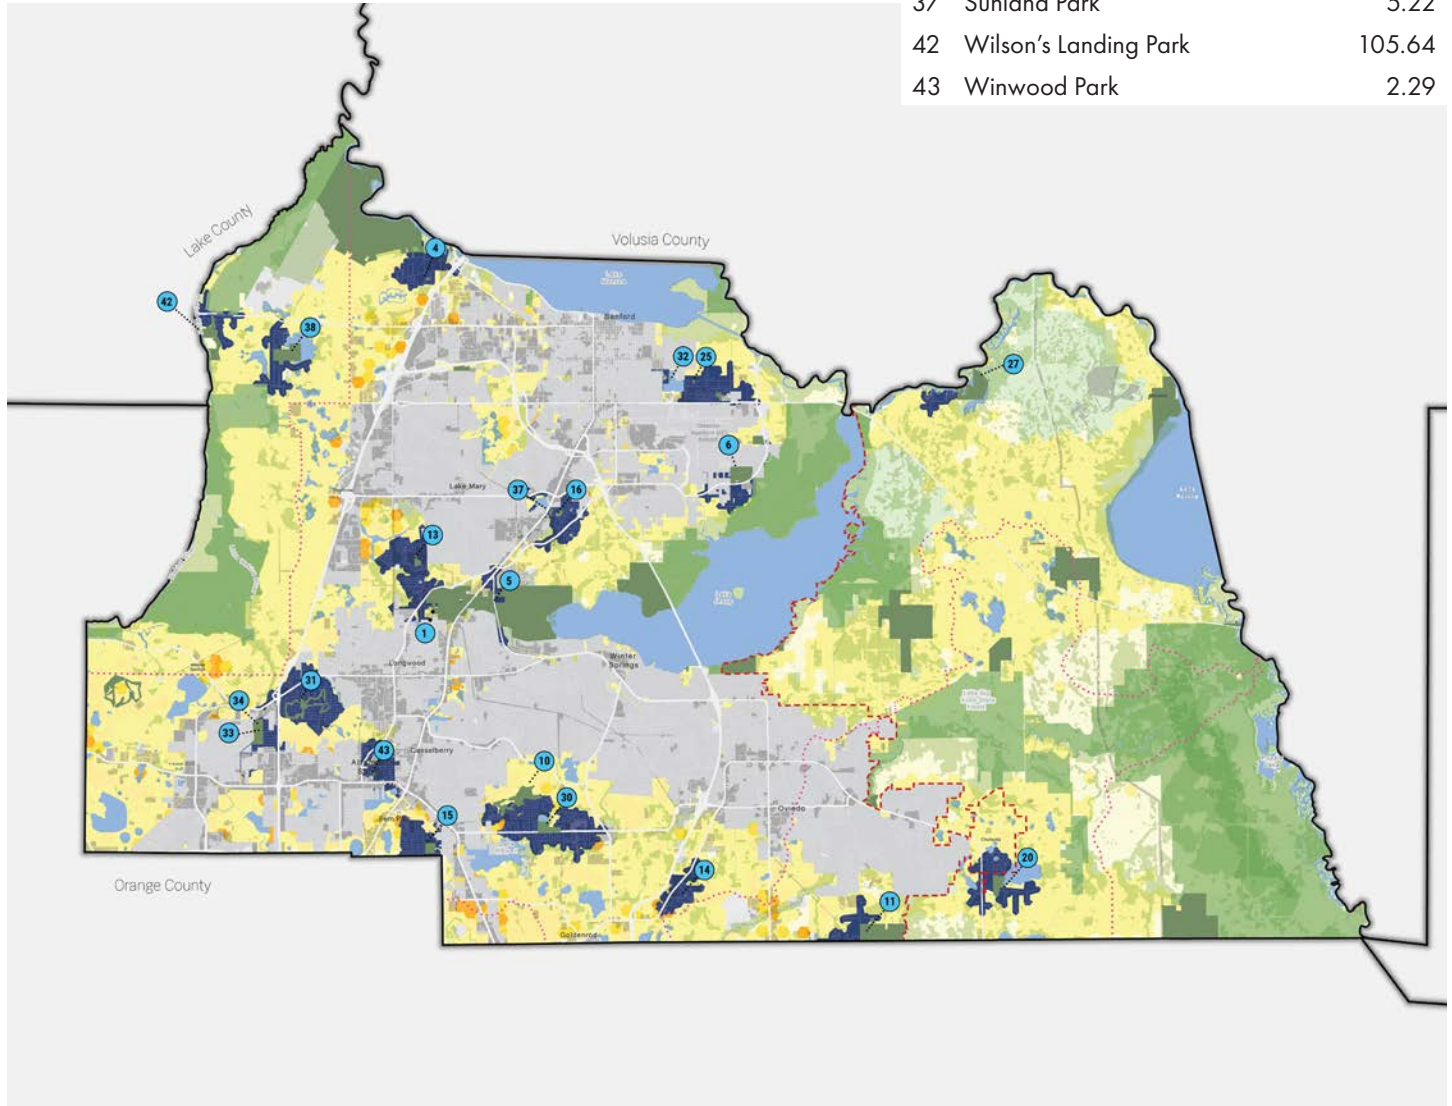 37 Sunland Park 5.22
42 Wilson's Landing Park 105.64
43 Winwood Park 2.29
Lake County
Volusia County
4
42
38
Sanford
32
25
27
6
Lake Mary
37
16
13
5
1
Longwood
Winter
Springs
31
34
33
43
Casselberry
10
30
15
Oviedo
14
20
11
Orange County
Goldenrod